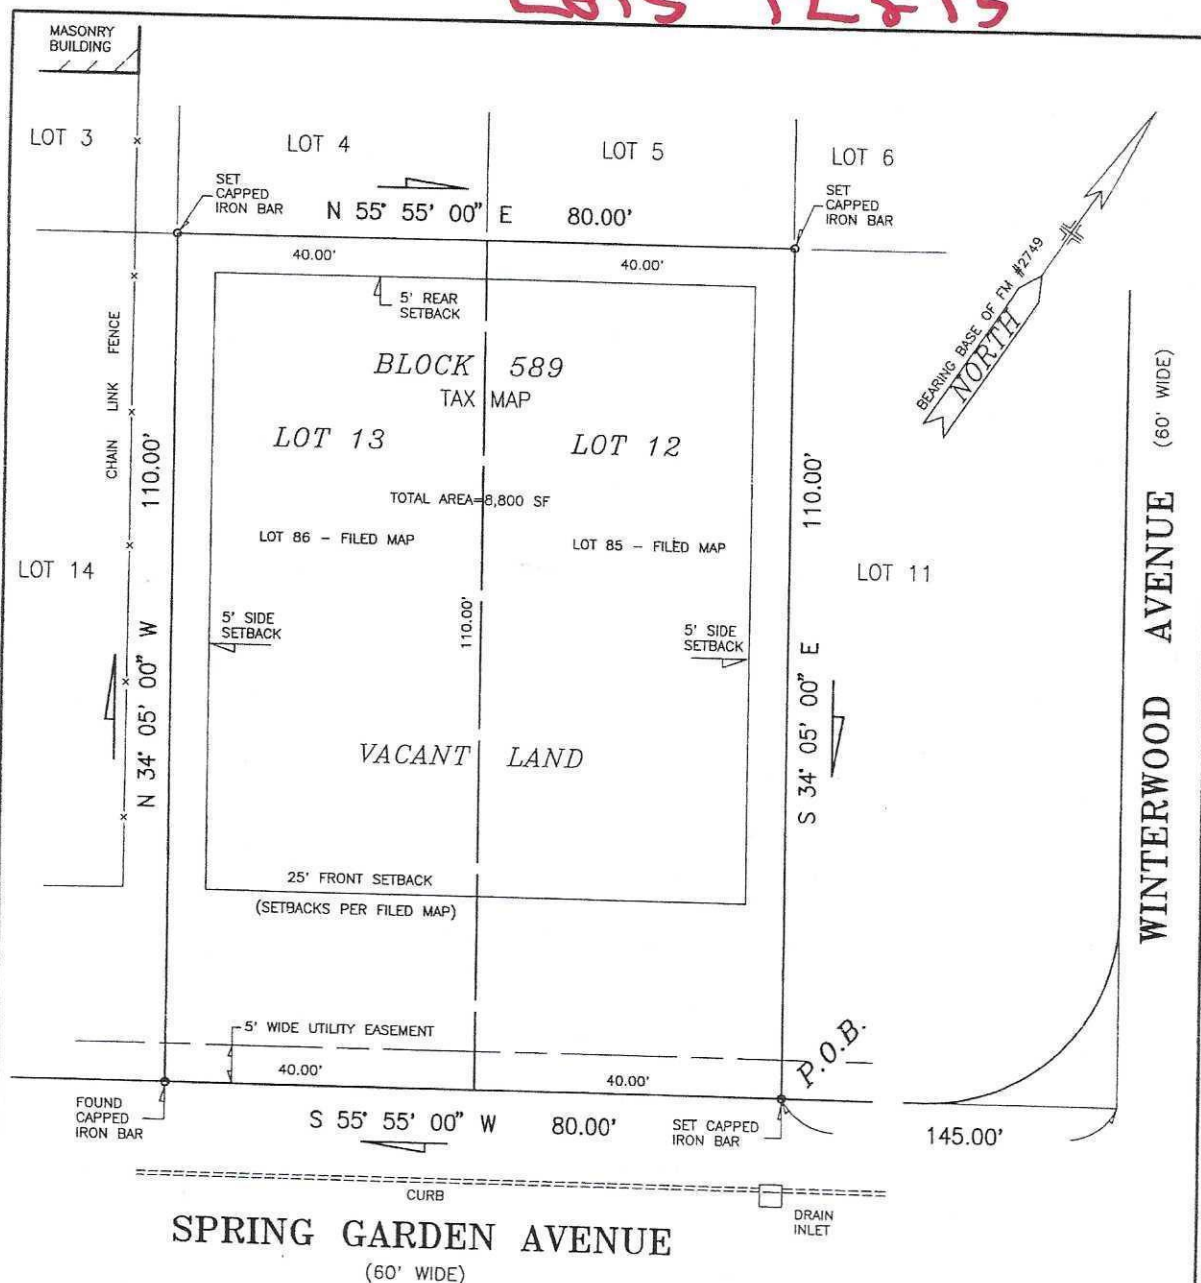 LOTS 12 & 13
MASONRY
BUILDING
LOT 3
LOT 4
LOT 5
LOT 6
SET
CAPPED
IRON BAR
N 55° 55' 00" E 80.00'
SET
CAPPED
IRON BAR
40.00'
40.00'
5' REAR
SETBACK
BEARING BASE OF FM #2749
NORTH
CHAIN LINK FENCE
BLOCK 589
TAX MAP
LOT 13
LOT 12
TOTAL AREA=8,800 SF
LOT 86 - FILED MAP
LOT 85 - FILED MAP
LOT 14
LOT 11
110.00'
N 34° 05' 00" W
5' SIDE
SETBACK
110.00'
5' SIDE
SETBACK
110.00'
S 34° 05' 00" E
WINTERWOOD AVENUE (60' WIDE)
VACANT LAND
25' FRONT SETBACK
(SETBACKS PER FILED MAP)
5' WIDE UTILITY EASEMENT
40.00'
40.00'
P.O.B.
FOUND
CAPPED
IRON BAR
S 55° 55' 00" W 80.00'
SET CAPPED
IRON BAR
145.00'
CURB
DRAIN
INLET
SPRING GARDEN AVENUE
(60' WIDE)